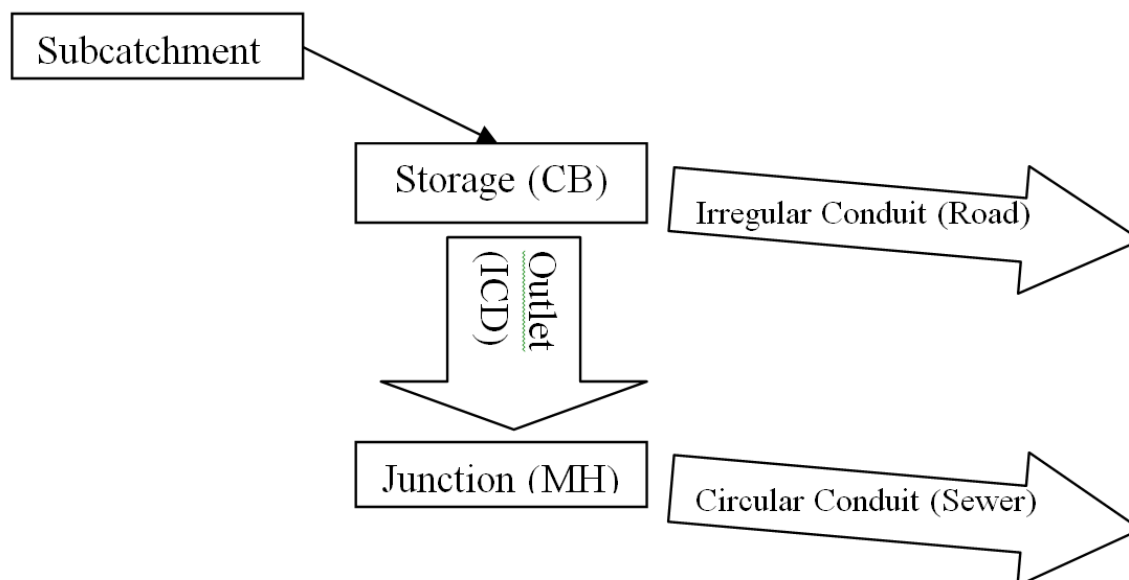 Subcatchment
Storage (CB)
Irregular Conduit (Road)
Outlet
(ICD)
Junction (MH)
Circular Conduit (Sewer)